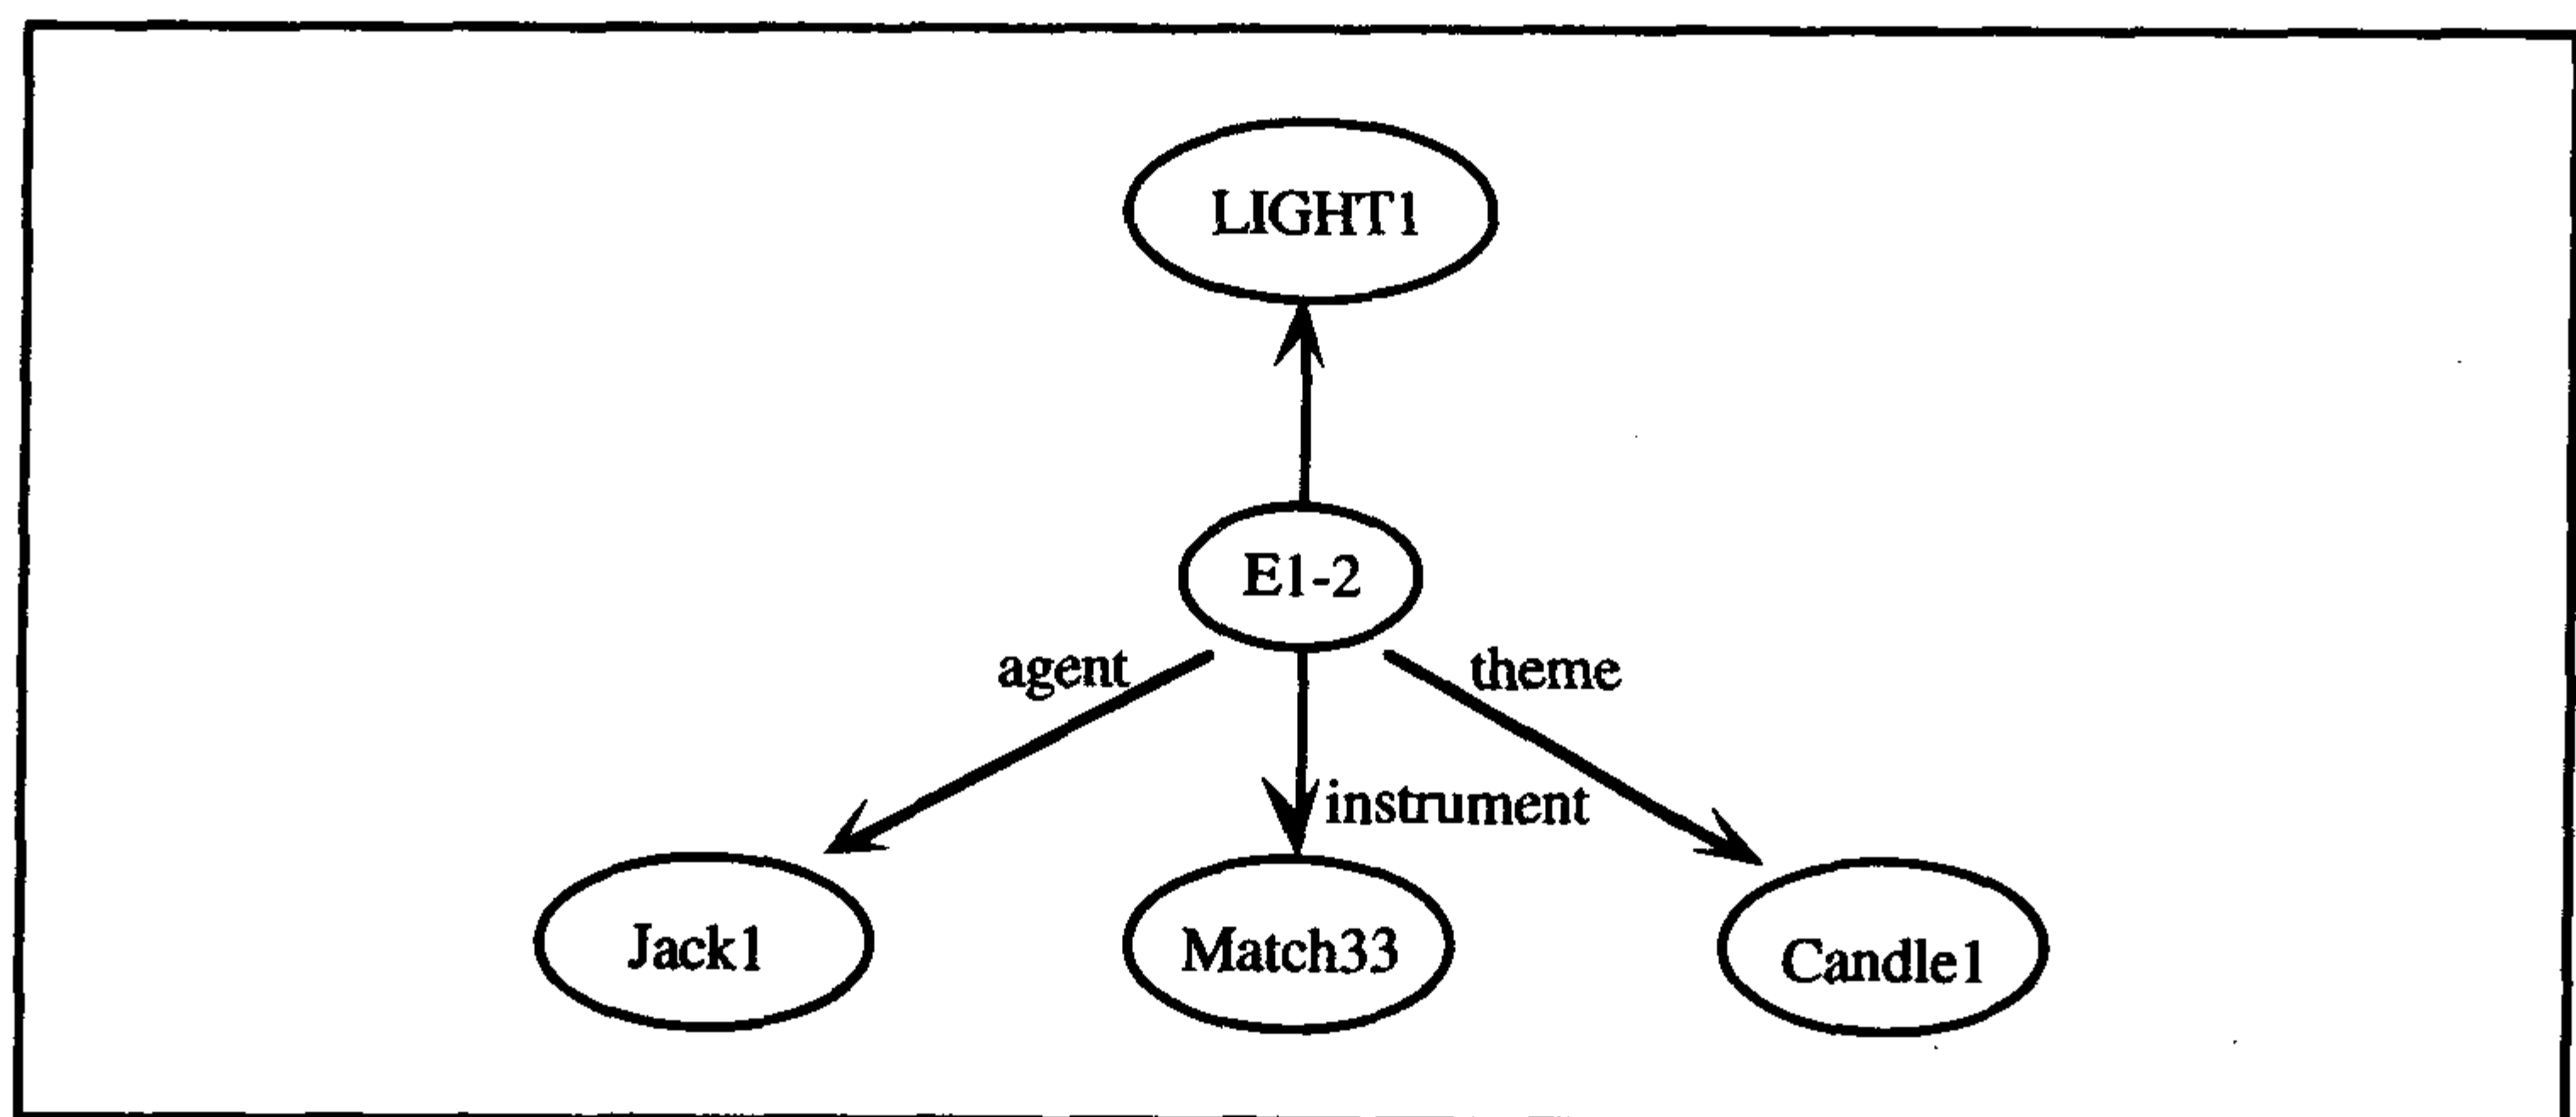 LIGHT1
E1-2
agent
theme
instrument
Jack1
Match33
Candle1